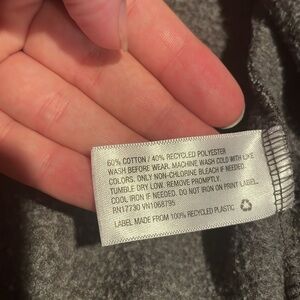 60% COTTON / 40% RECYCLED POLYESTER
WASH BEFORE WEAR. MACHINE WASH COLD WITH LIKE
COLORS. ONLY NON-CHLORINE BLEACH IF NEEDED.
TUMBLE DRY LOW. REMOVE PROMPTLY.
COOL IRON IF NEEDED. DO NOT IRON ON PRINT LABEL.
RN17730 VN1068795
LABEL MADE FROM 100% RECYCLED PLASTIC